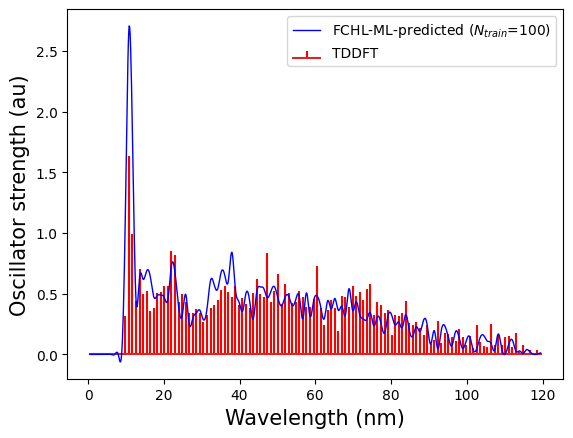 FCHL-ML-predicted (N_train=100)
TDDFT
Oscillator strength (au)
2.5
2.0
1.5
1.0
0.5
0.0
0 20 40 60 80 100 120
Wavelength (nm)